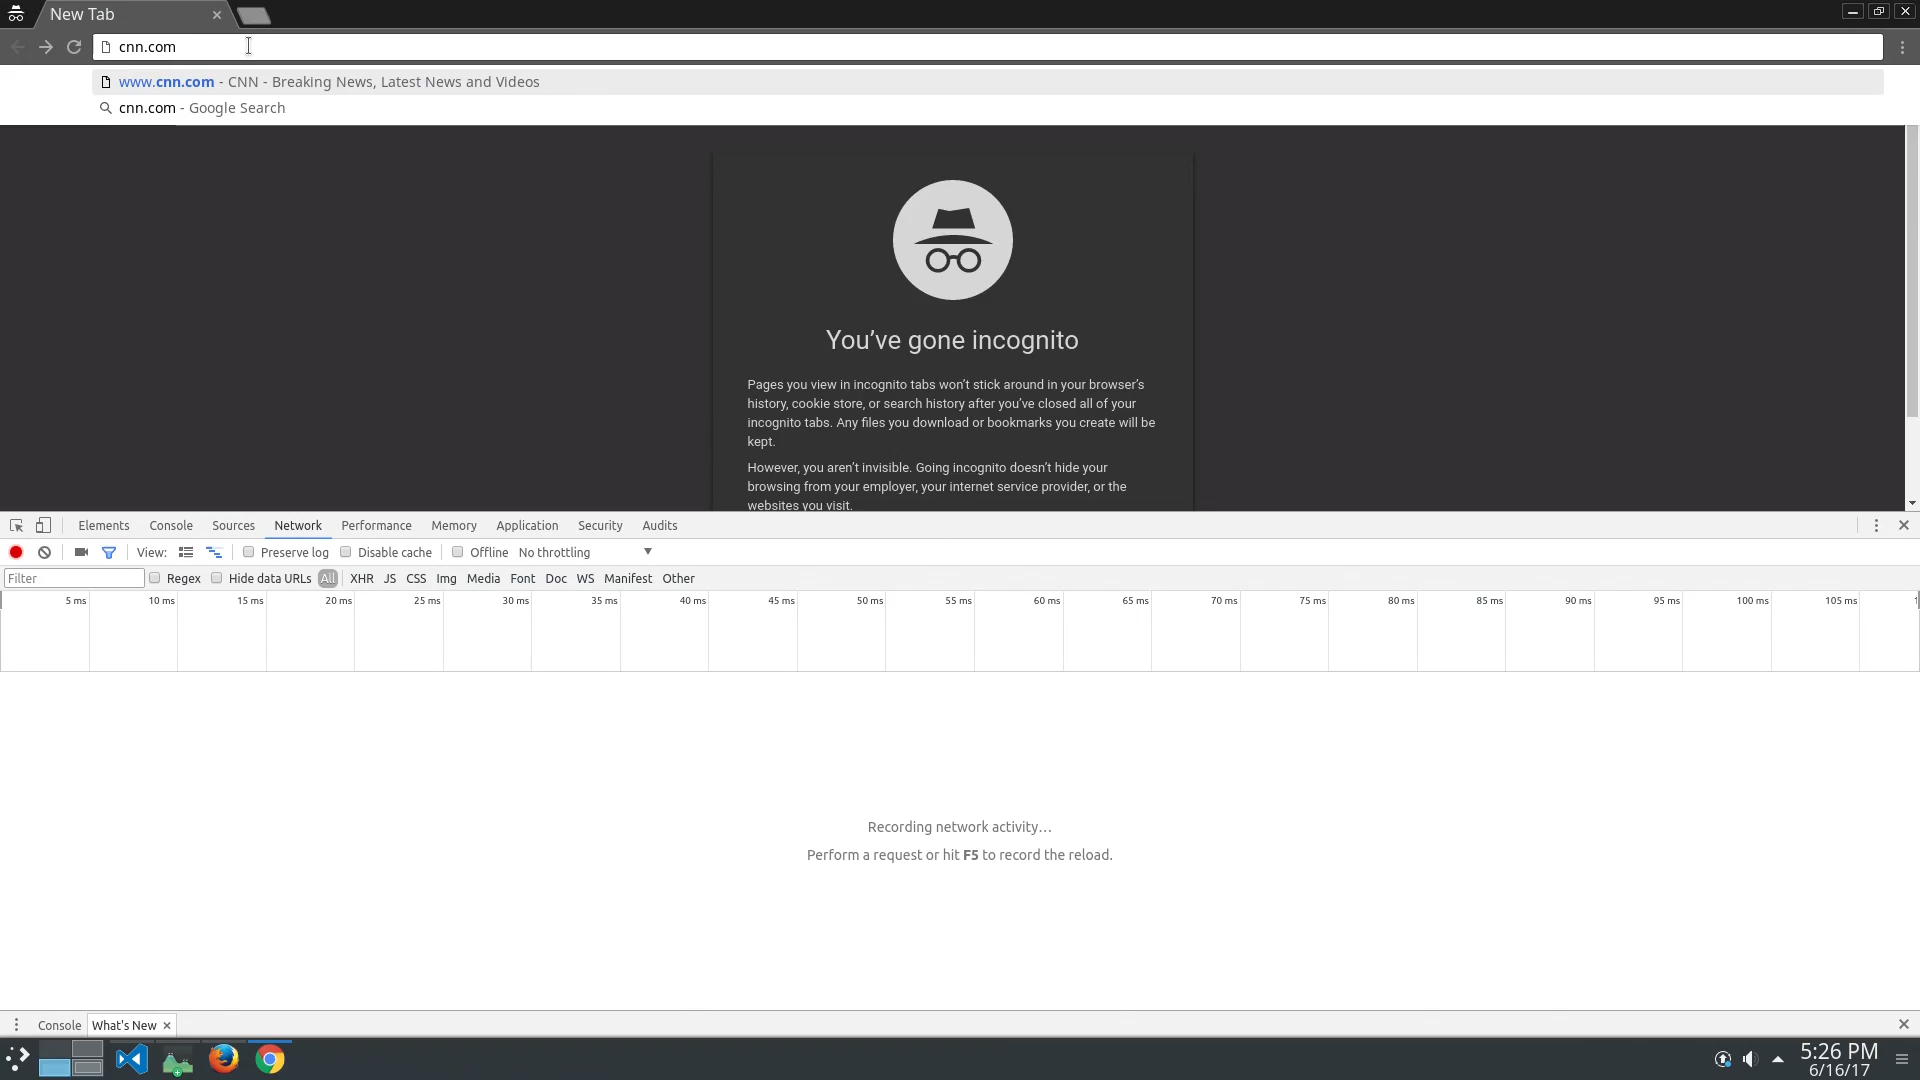 New Tab
cnn.com
www.cnn.com - CNN - Breaking News, Latest News and Videos
cnn.com - Google Search
You’ve gone incognito
Pages you view in incognito tabs won’t stick around in your browser’s
history, cookie store, or search history after you’ve closed all of your
incognito tabs. Any files you download or bookmarks you create will be
kept.
However, you aren’t invisible. Going incognito doesn’t hide your
browsing from your employer, your internet service provider, or the
websites you visit.
Elements Console Sources Network Performance Memory Application Security Audits
View: Preserve log Disable cache Offline No throttling
Filter Regex Hide data URLs All XHR JS CSS Img Media Font Doc WS Manifest Other
5 ms 10 ms 15 ms 20 ms 25 ms 30 ms 35 ms 40 ms 45 ms 50 ms 55 ms 60 ms 65 ms 70 ms 75 ms 80 ms 85 ms 90 ms 95 ms 100 ms 105 ms
Recording network activity…
Perform a request or hit F5 to record the reload.
Console What's New
5:26 PM
6/16/17